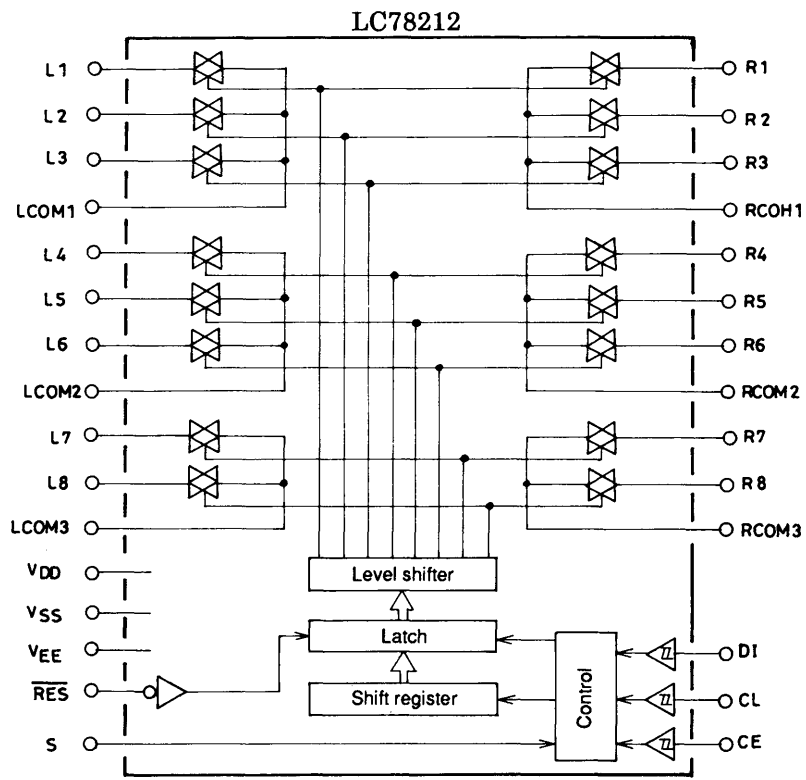 LC78212
L1
R1
L2
R2
L3
R3
LCOM1
RCOH1
L4
R4
L5
R5
L6
R6
LCOM2
RCOM2
L7
R7
L8
R8
LCOM3
RCOM3
VDD
Level shifter
VSS
Latch
VEE
DI
RES
Shift register
Control
CL
S
CE